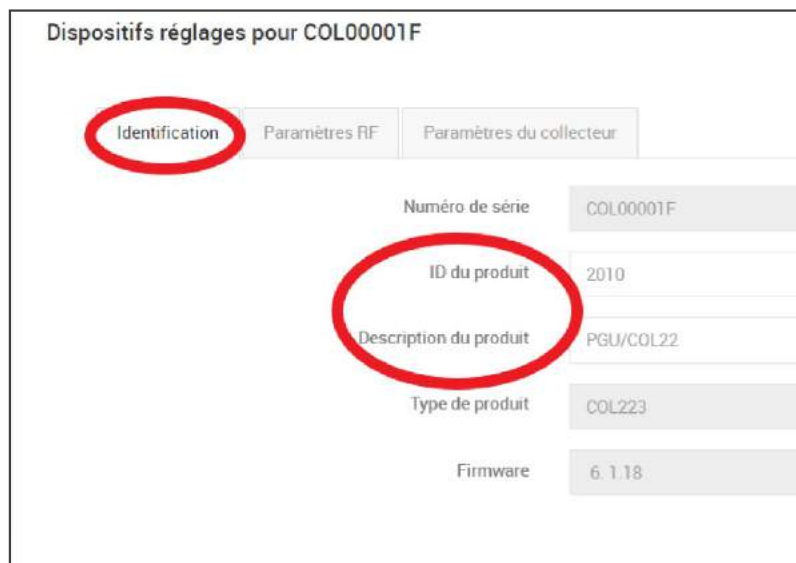 Dispositifs réglages pour COL00001F
Identification Paramètres RF Paramètres du collecteur
Numéro de série COL00001F
ID du produit 2010
Description du produit PGU/COL22
Type de produit COL223
Firmware 6. 1.18